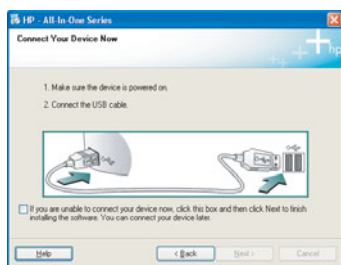 HP - All-In-One Series
Connect Your Device Now
hp
1. Make sure the device is powered on.
2. Connect the USB cable.
If you are unable to connect your device now, click this box and then click Next to finish
installing the software. You can connect your device later.
Help
< Back
Next >
Cancel